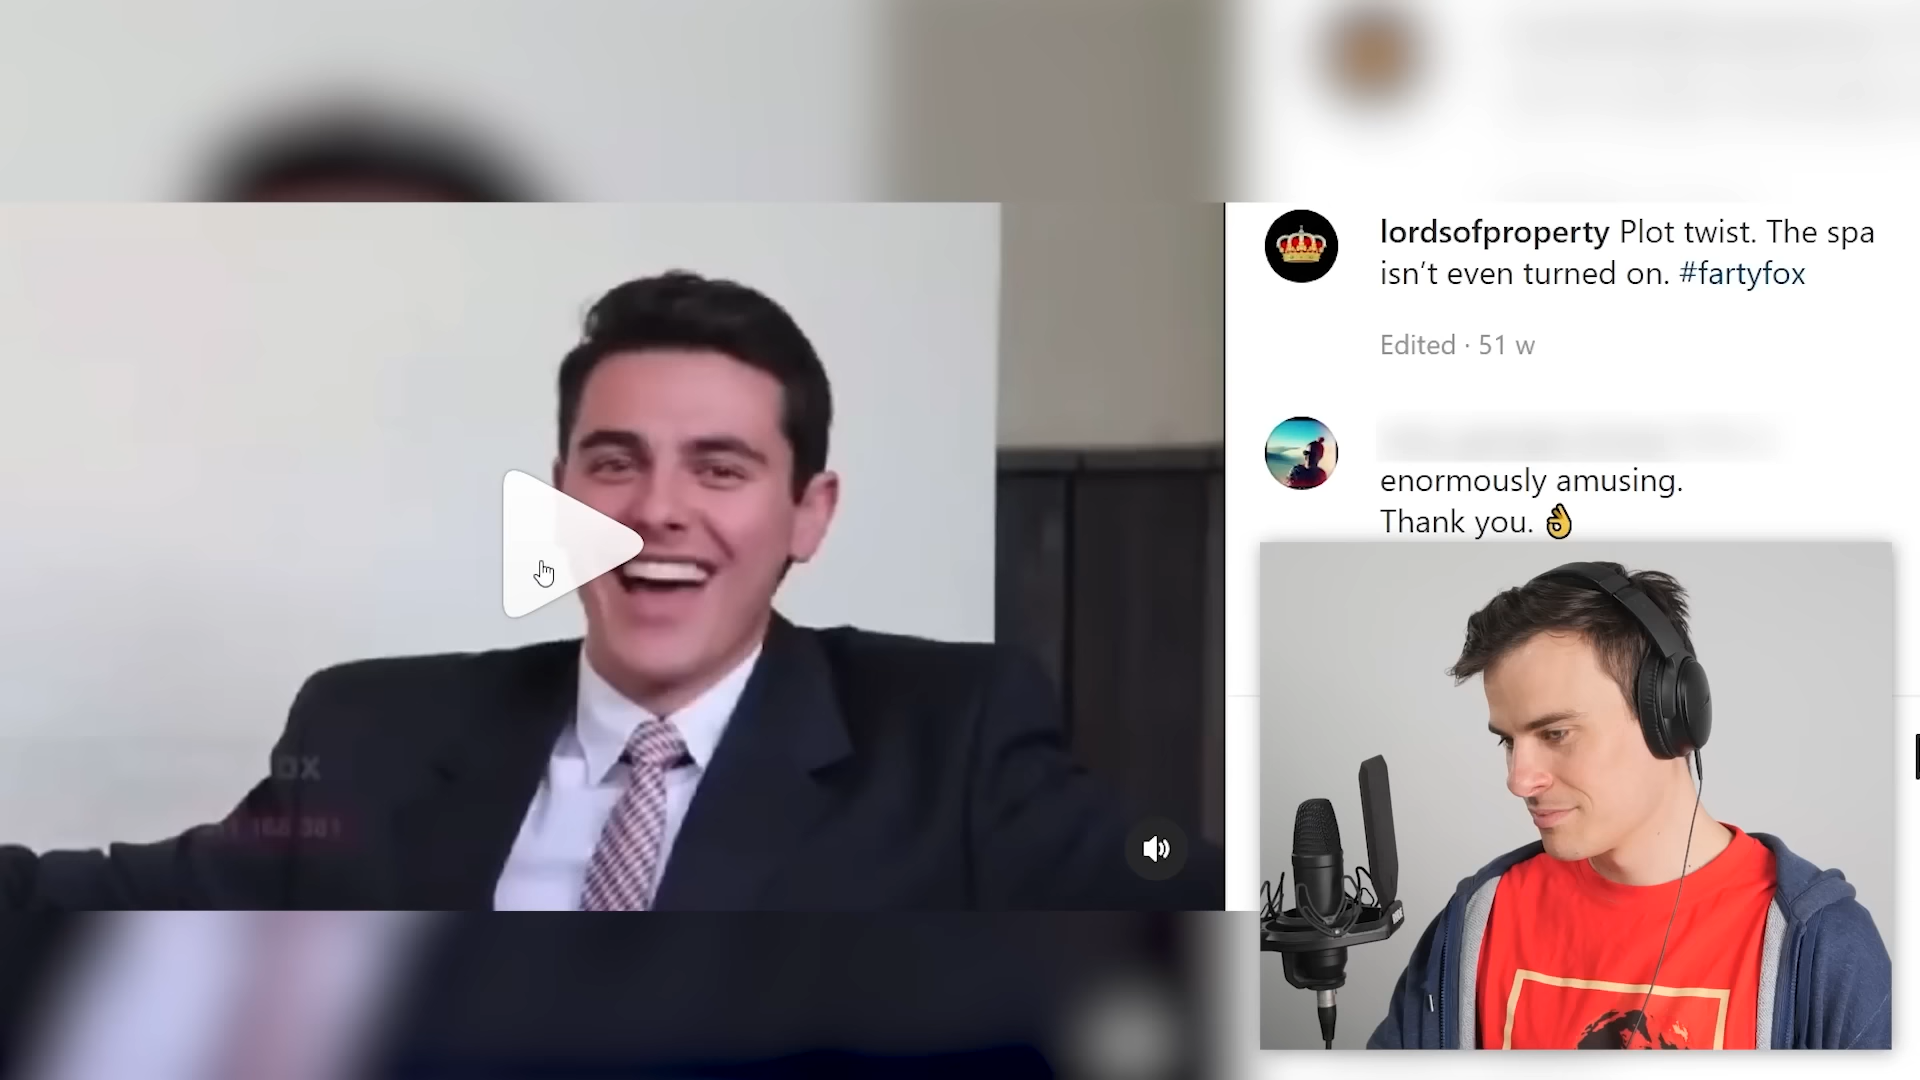 lordsofproperty Plot twist. The spa
isn’t even turned on. #fartyfox
Edited · 51 w
enormously amusing.
Thank you. 👌